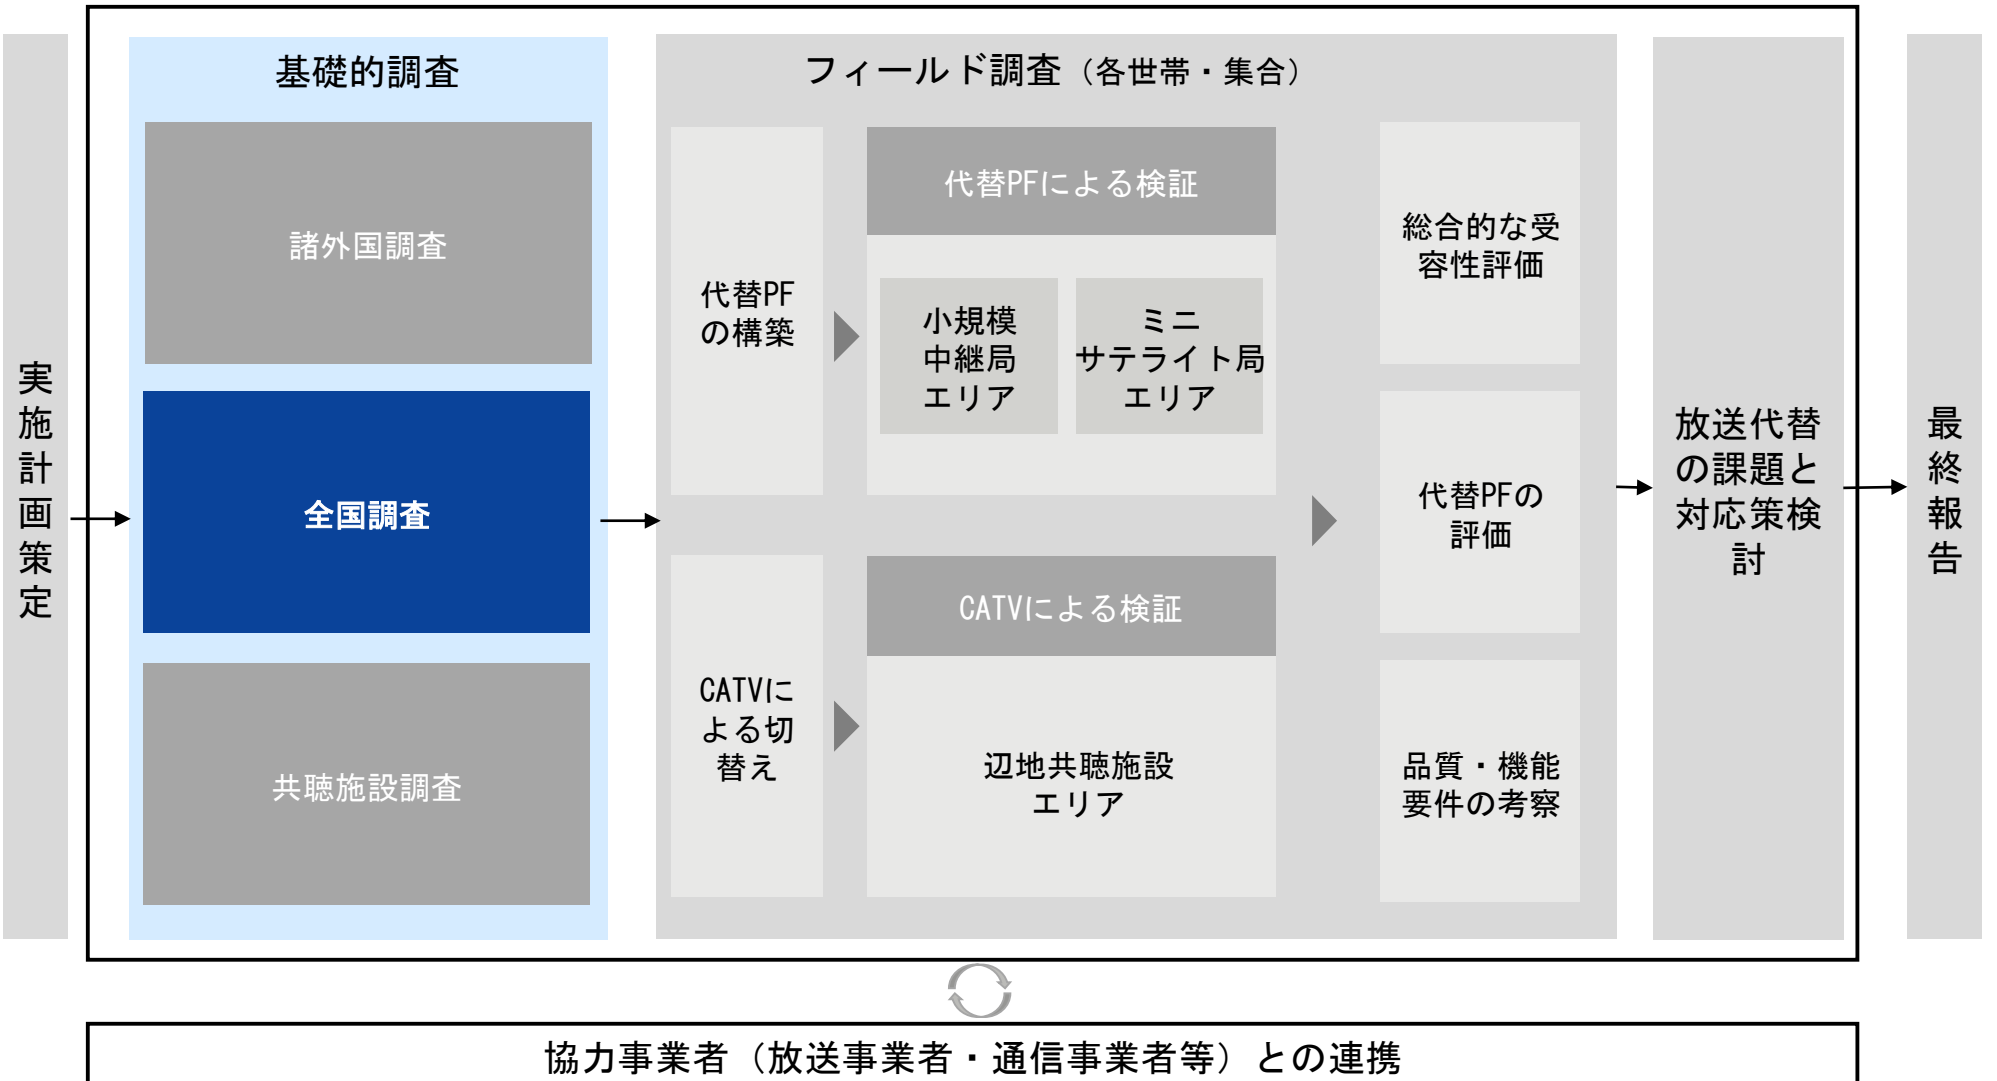 実施計画策定
基礎的調査
諸外国調査
全国調査
共聴施設調査
フィールド調査（各世帯・集合）
代替PF
の構築
代替PFによる検証
小規模
中継局
エリア
ミニ
サテライト局
エリア
CATVに
よる切
替え
CATVによる検証
辺地共聴施設
エリア
総合的な受
容性評価
代替PFの
評価
品質・機能
要件の考察
放送代替
の課題と
対応策検
討
最終報告
協力事業者（放送事業者・通信事業者等）との連携